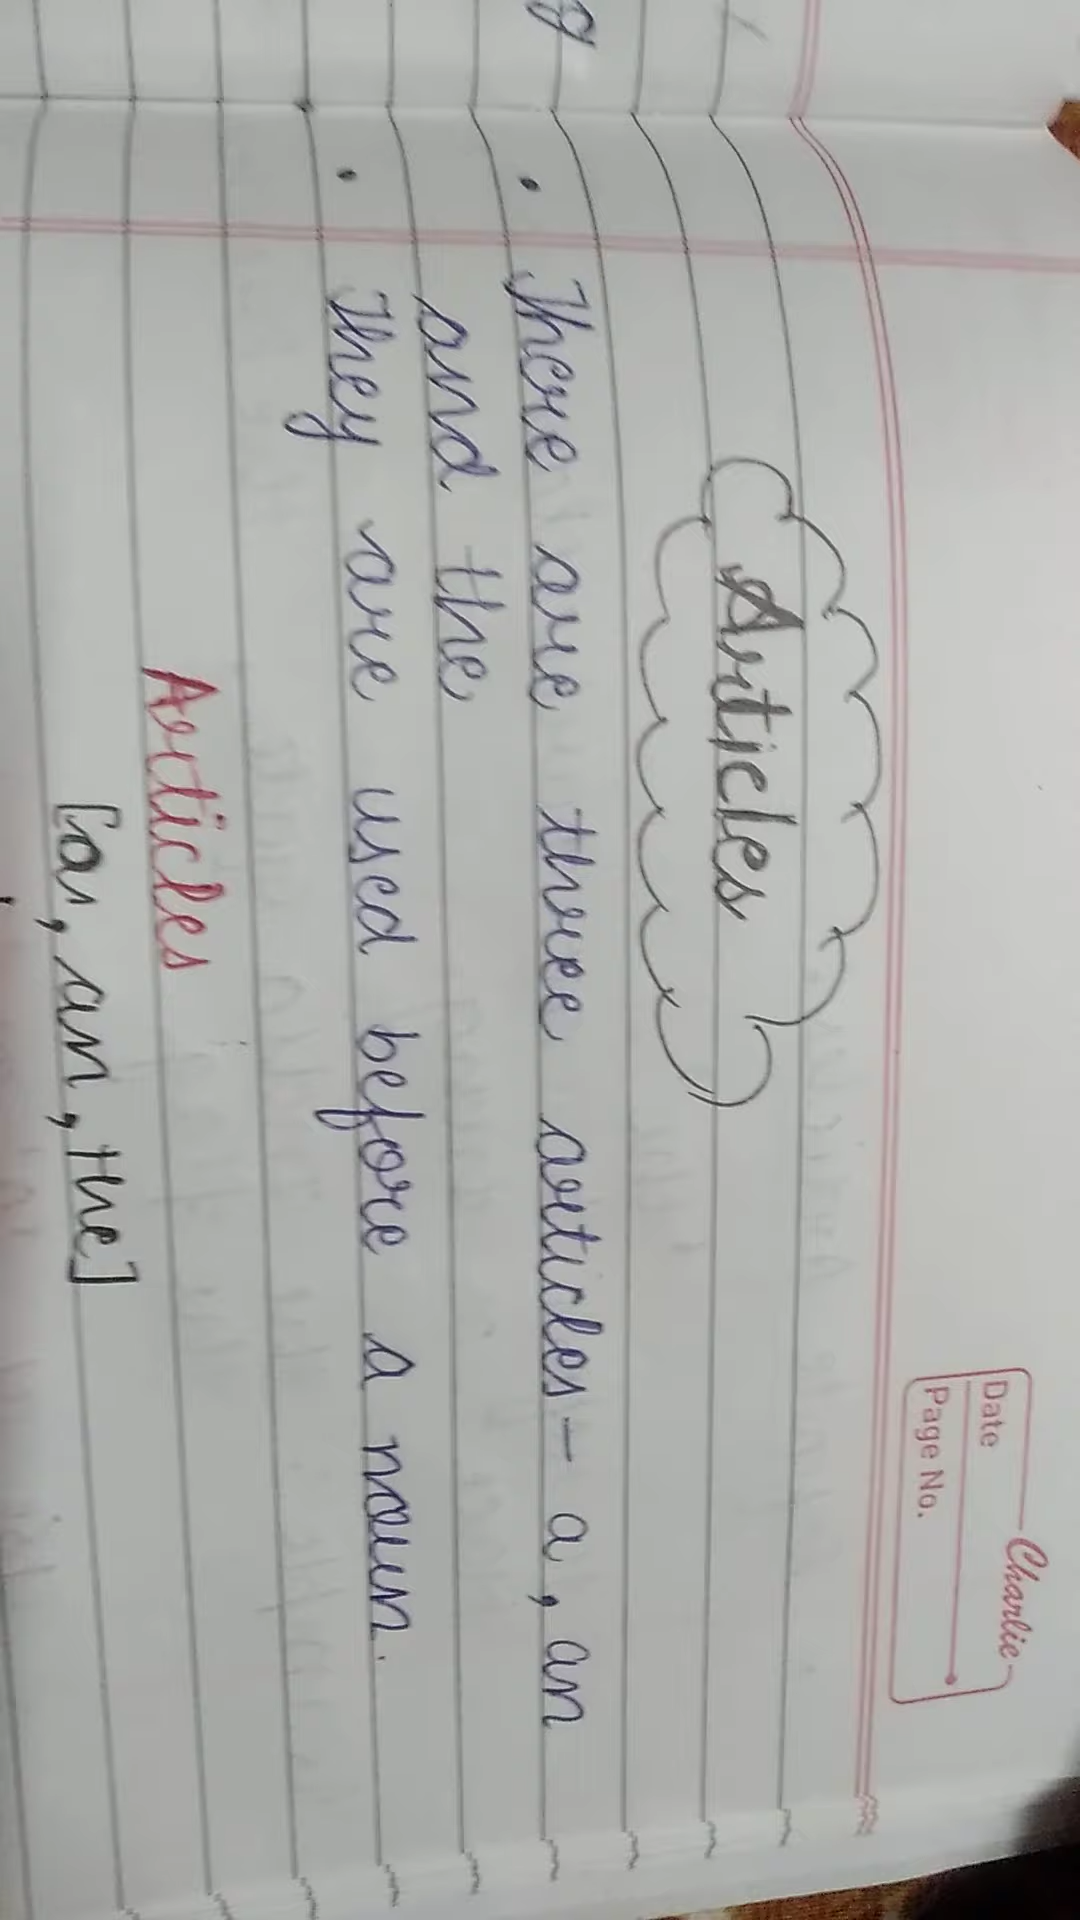 Charlie
Date
Page No.
Articles
• There are three articles - a, an
and the
• They are used before a noun.
Articles
[a, an, the]